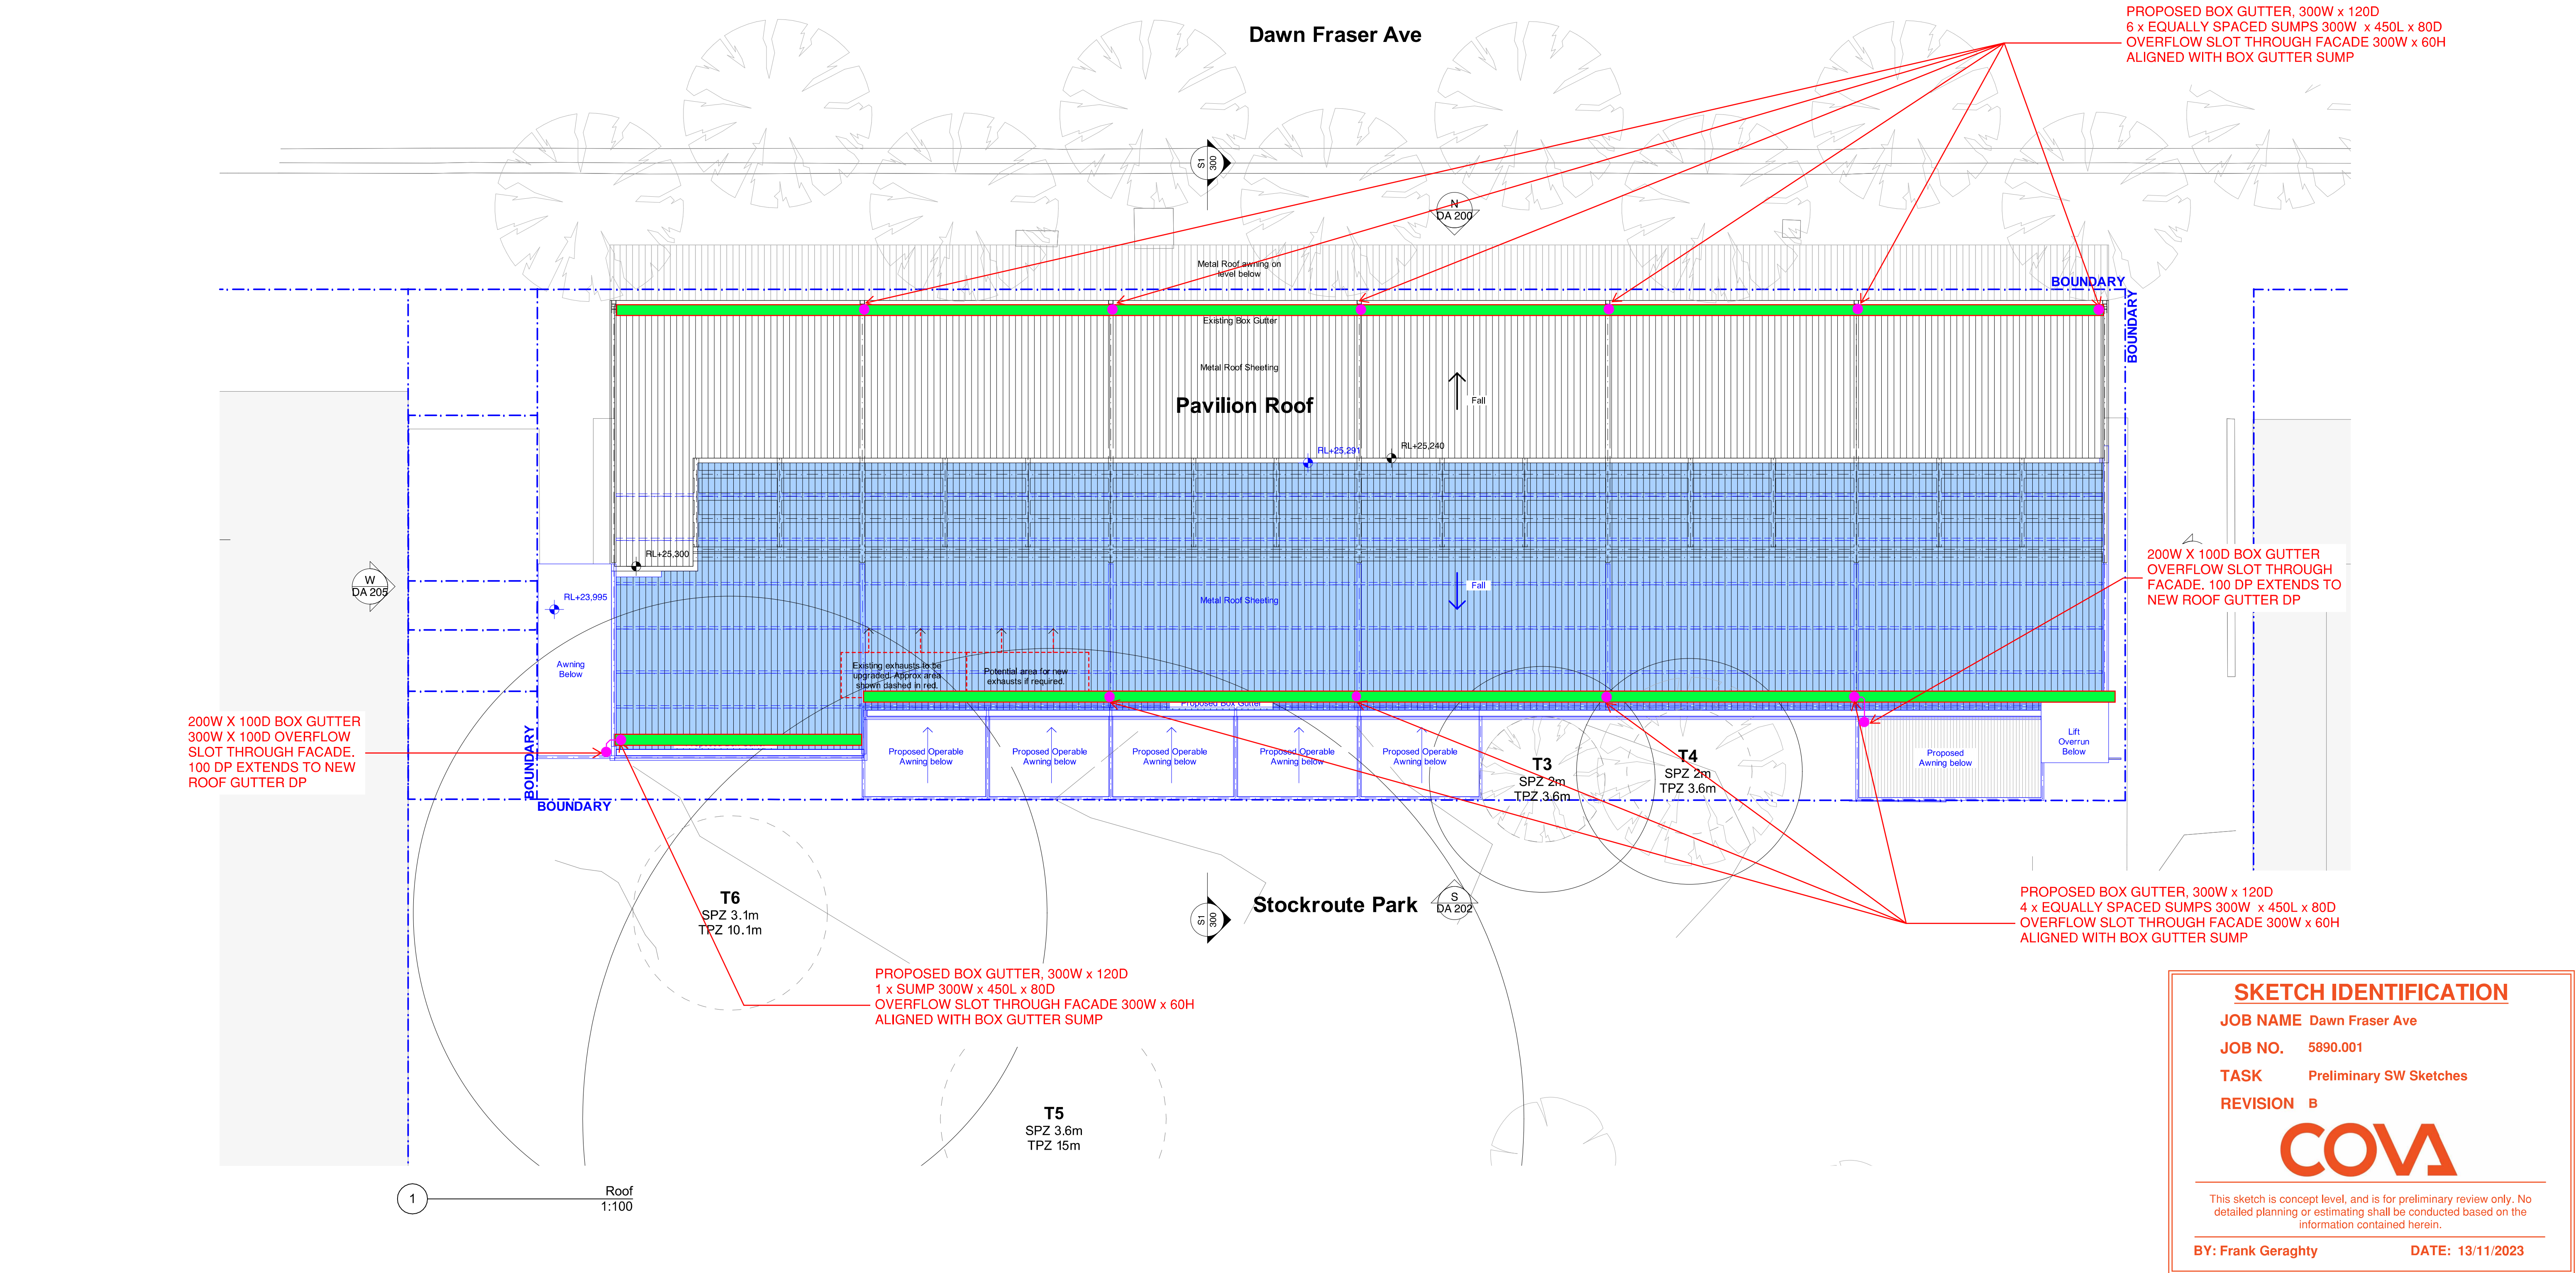 Dawn Fraser Ave
PROPOSED BOX GUTTER, 300W x 120D
6 x EQUALLY SPACED SUMPS 300W x 450L x 80D
OVERFLOW SLOT THROUGH FACADE 300W x 60H
ALIGNED WITH BOX GUTTER SUMP
S1
300
N
DA 200
Metal Roof awning on
level below
BOUNDARY
BOUNDARY
Existing Box Gutter
Metal Roof Sheeting
Pavilion Roof
Fall
RL+25,291
RL+25,240
RL+25,300
W
DA 205
RL+23,995
Metal Roof Sheeting
Fall
200W X 100D BOX GUTTER
OVERFLOW SLOT THROUGH
FACADE. 100 DP EXTENDS TO
NEW ROOF GUTTER DP
Awning
Below
Existing exhausts to be
upgraded. Approx area
shown dashed in red.
Potential area for new
exhausts if required.
Proposed Box Gutter
200W X 100D BOX GUTTER
300W X 100D OVERFLOW
SLOT THROUGH FACADE.
100 DP EXTENDS TO NEW
ROOF GUTTER DP
BOUNDARY
BOUNDARY
Proposed Operable
Awning below
Proposed Operable
Awning below
Proposed Operable
Awning below
Proposed Operable
Awning below
Proposed Operable
Awning below
T3
SPZ 2m
TPZ 3.6m
T4
SPZ 2m
TPZ 3.6m
Proposed
Awning below
Lift
Overrun
Below
T6
SPZ 3.1m
TPZ 10.1m
S1
300
Stockroute Park
S
DA 202
PROPOSED BOX GUTTER, 300W x 120D
4 x EQUALLY SPACED SUMPS 300W x 450L x 80D
OVERFLOW SLOT THROUGH FACADE 300W x 60H
ALIGNED WITH BOX GUTTER SUMP
PROPOSED BOX GUTTER, 300W x 120D
1 x SUMP 300W x 450L x 80D
OVERFLOW SLOT THROUGH FACADE 300W x 60H
ALIGNED WITH BOX GUTTER SUMP
T5
SPZ 3.6m
TPZ 15m
1
Roof
1:100
SKETCH IDENTIFICATION
JOB NAME Dawn Fraser Ave
JOB NO. 5890.001
TASK Preliminary SW Sketches
REVISION B
COVA
This sketch is concept level, and is for preliminary review only. No
detailed planning or estimating shall be conducted based on the
information contained herein.
BY: Frank Geraghty DATE: 13/11/2023